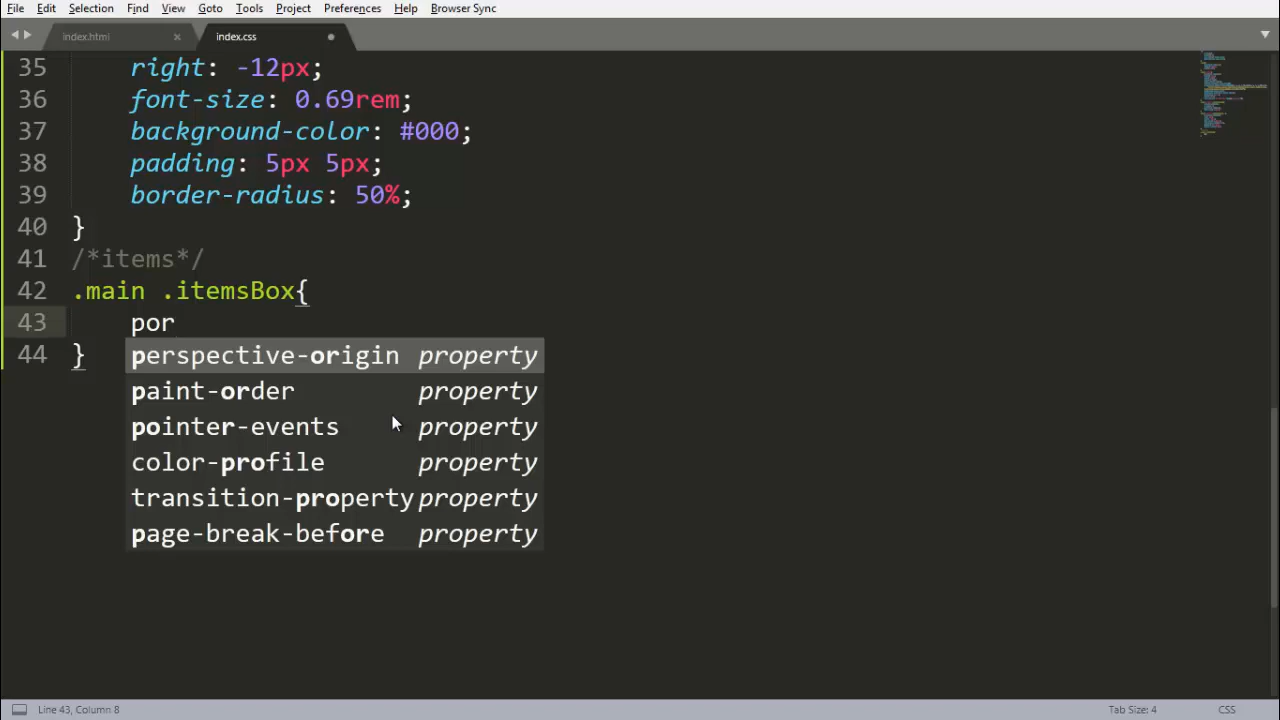 File Edit Selection Find View Goto Tools Project Preferences Help Browser Sync
index.html index.css
35 right: -12px;
36 font-size: 0.69rem;
37 background-color: #000;
38 padding: 5px 5px;
39 border-radius: 50%;
40 }
41 /*items*/
42 .main .itemsBox{
43 por
perspective-origin property
44 }
paint-order property
pointer-events property
color-profile property
transition-property property
page-break-before property
Line 43, Column 8 Tab Size: 4 CSS